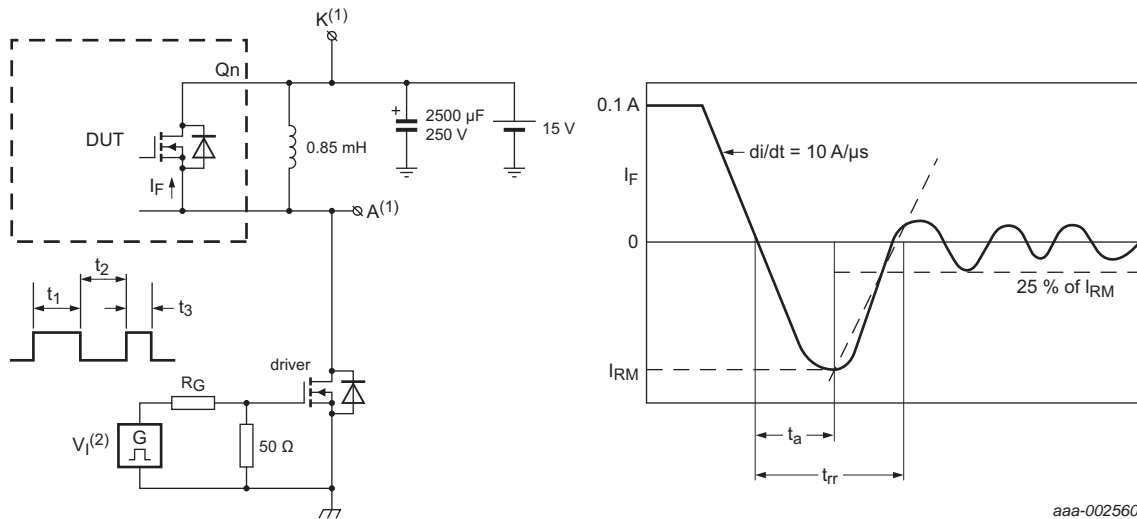 K(1)
Qn
DUT
IF
0.85 mH
+
2500 µF
250 V
15 V
A(1)
t1
t2
t3
driver
RG
VI(2)
G
50 Ω
0.1 A
di/dt = 10 A/µs
IF
0
25 % of IRM
IRM
ta
trr
aaa-002560